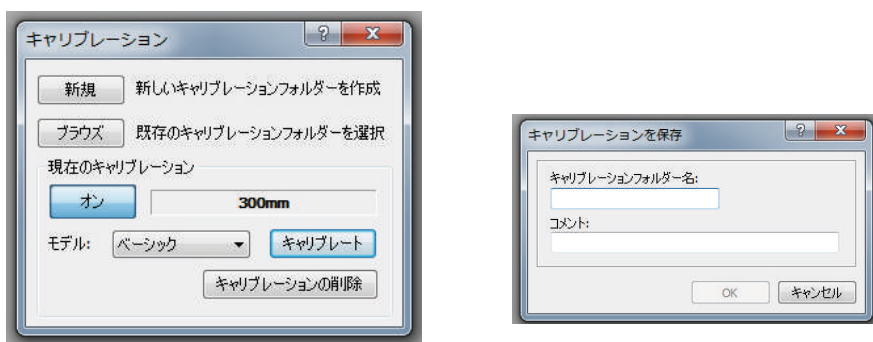 キャリブレーション
新規 新しいキャリブレーションフォルダーを作成
ブラウズ 既存のキャリブレーションフォルダーを選択
現在のキャリブレーション
オン 300mm
モデル: ベーシック キャリブレート
キャリブレーションの削除
キャリブレーションを保存
キャリブレーションフォルダー名:
コメント:
OK キャンセル